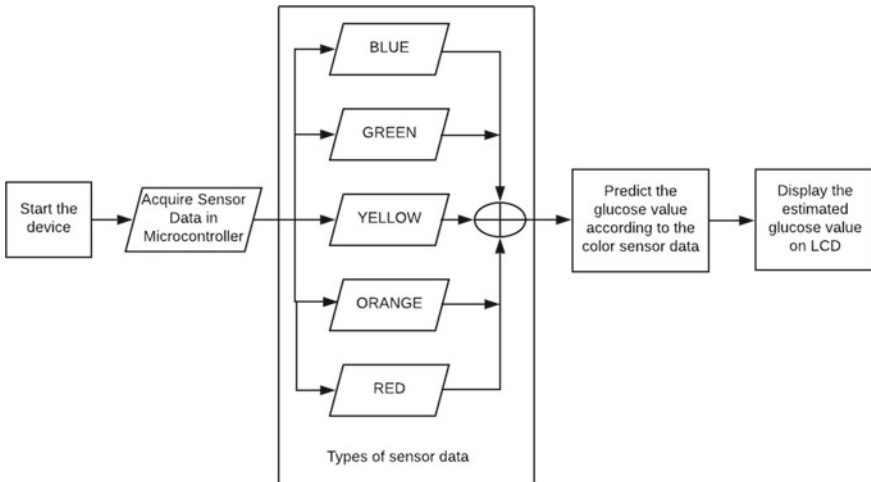 Start the
device
Acquire Sensor
Data in
Microcontroller
BLUE
GREEN
YELLOW
ORANGE
RED
Types of sensor data
Predict the
glucose value
according to the
color sensor data
Display the
estimated
glucose value
on LCD